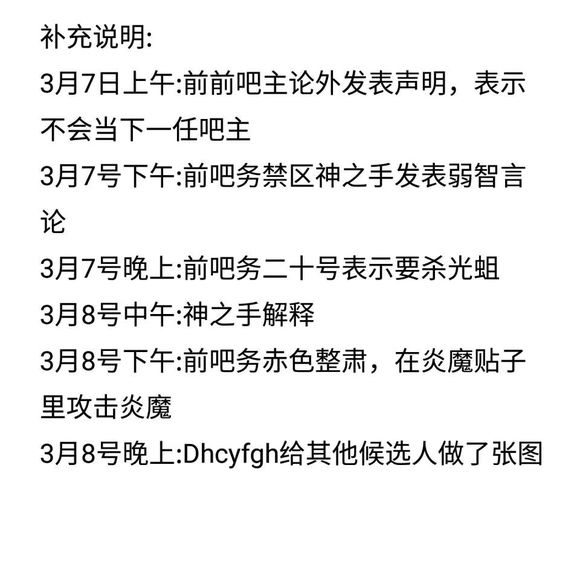 补充说明:
3月7日上午:前前吧主论外发表声明，表示
不会当下一任吧主
3月7号下午:前吧务禁区神之手发表弱智言
论
3月7号晚上:前吧务二十号表示要杀光蛆
3月8号中午:神之手解释
3月8号下午:前吧务赤色整肃，在炎魔贴子
里攻击炎魔
3月8号晚上:Dhcyfgh给其他候选人做了张图